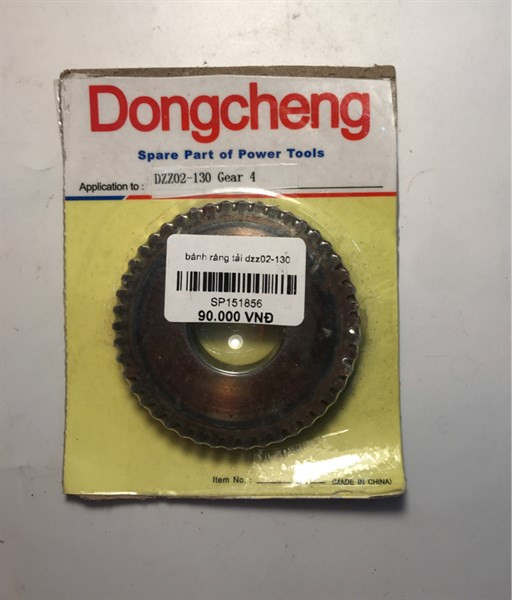 Dongcheng
Spare Part of Power Tools
Application to : DZZ02-130 Gear 4
bánh răng tải dzz02-130
SP151856
90.000 VNĐ
Item No.:
(MADE IN CHINA)